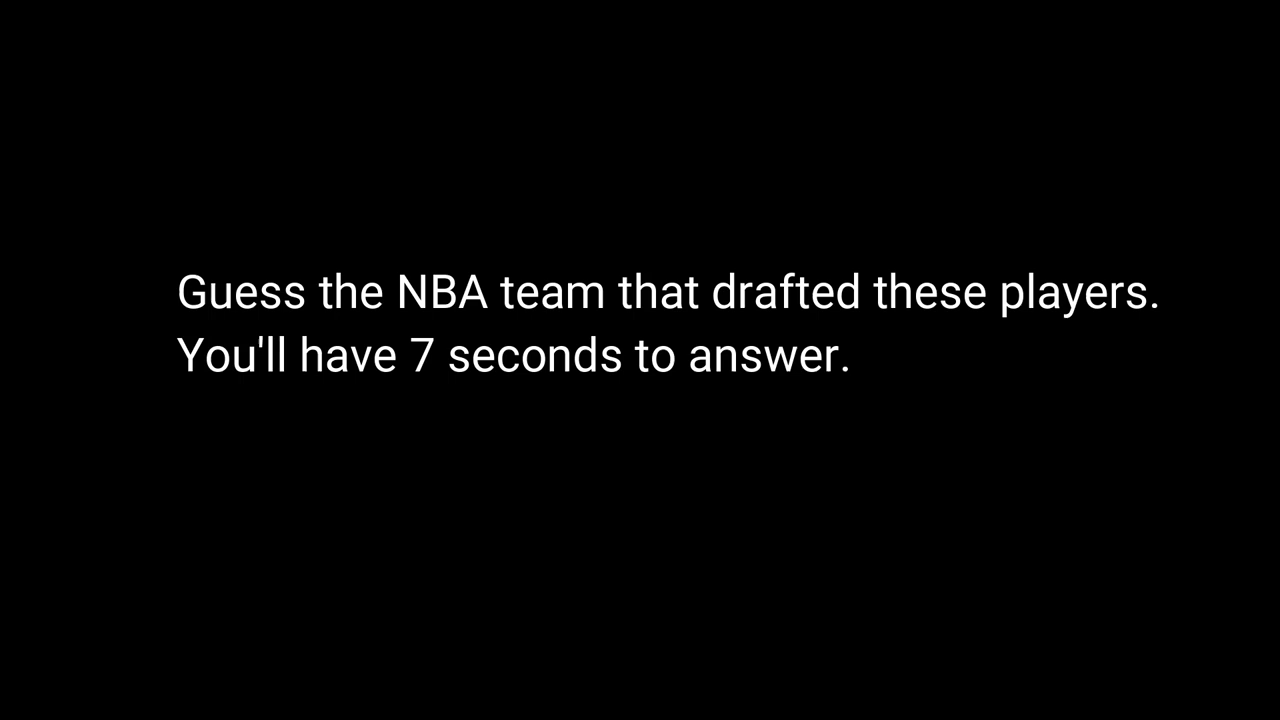 Guess the NBA team that drafted these players.
You'll have 7 seconds to answer.